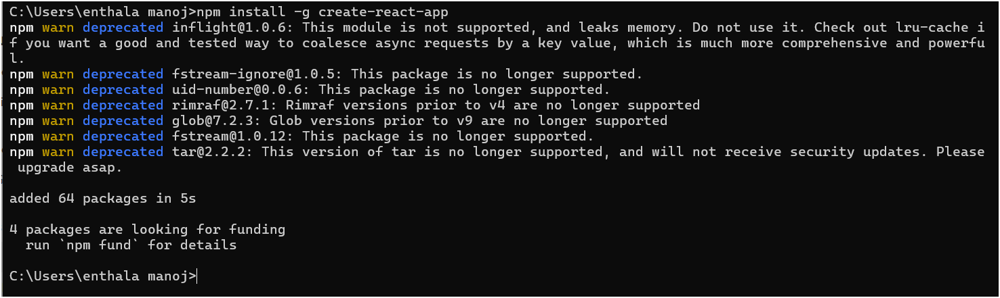 C:\Users\enthala manoj>npm install -g create-react-app
npm warn deprecated inflight@1.0.6: This module is not supported, and leaks memory. Do not use it. Check out lru-cache i
f you want a good and tested way to coalesce async requests by a key value, which is much more comprehensive and powerfu
l.
npm warn deprecated fstream-ignore@1.0.5: This package is no longer supported.
npm warn deprecated uid-number@0.0.6: This package is no longer supported.
npm warn deprecated rimraf@2.7.1: Rimraf versions prior to v4 are no longer supported
npm warn deprecated glob@7.2.3: Glob versions prior to v9 are no longer supported
npm warn deprecated fstream@1.0.12: This package is no longer supported.
npm warn deprecated tar@2.2.2: This version of tar is no longer supported, and will not receive security updates. Please
 upgrade asap.
added 64 packages in 5s
4 packages are looking for funding
  run `npm fund` for details
C:\Users\enthala manoj>